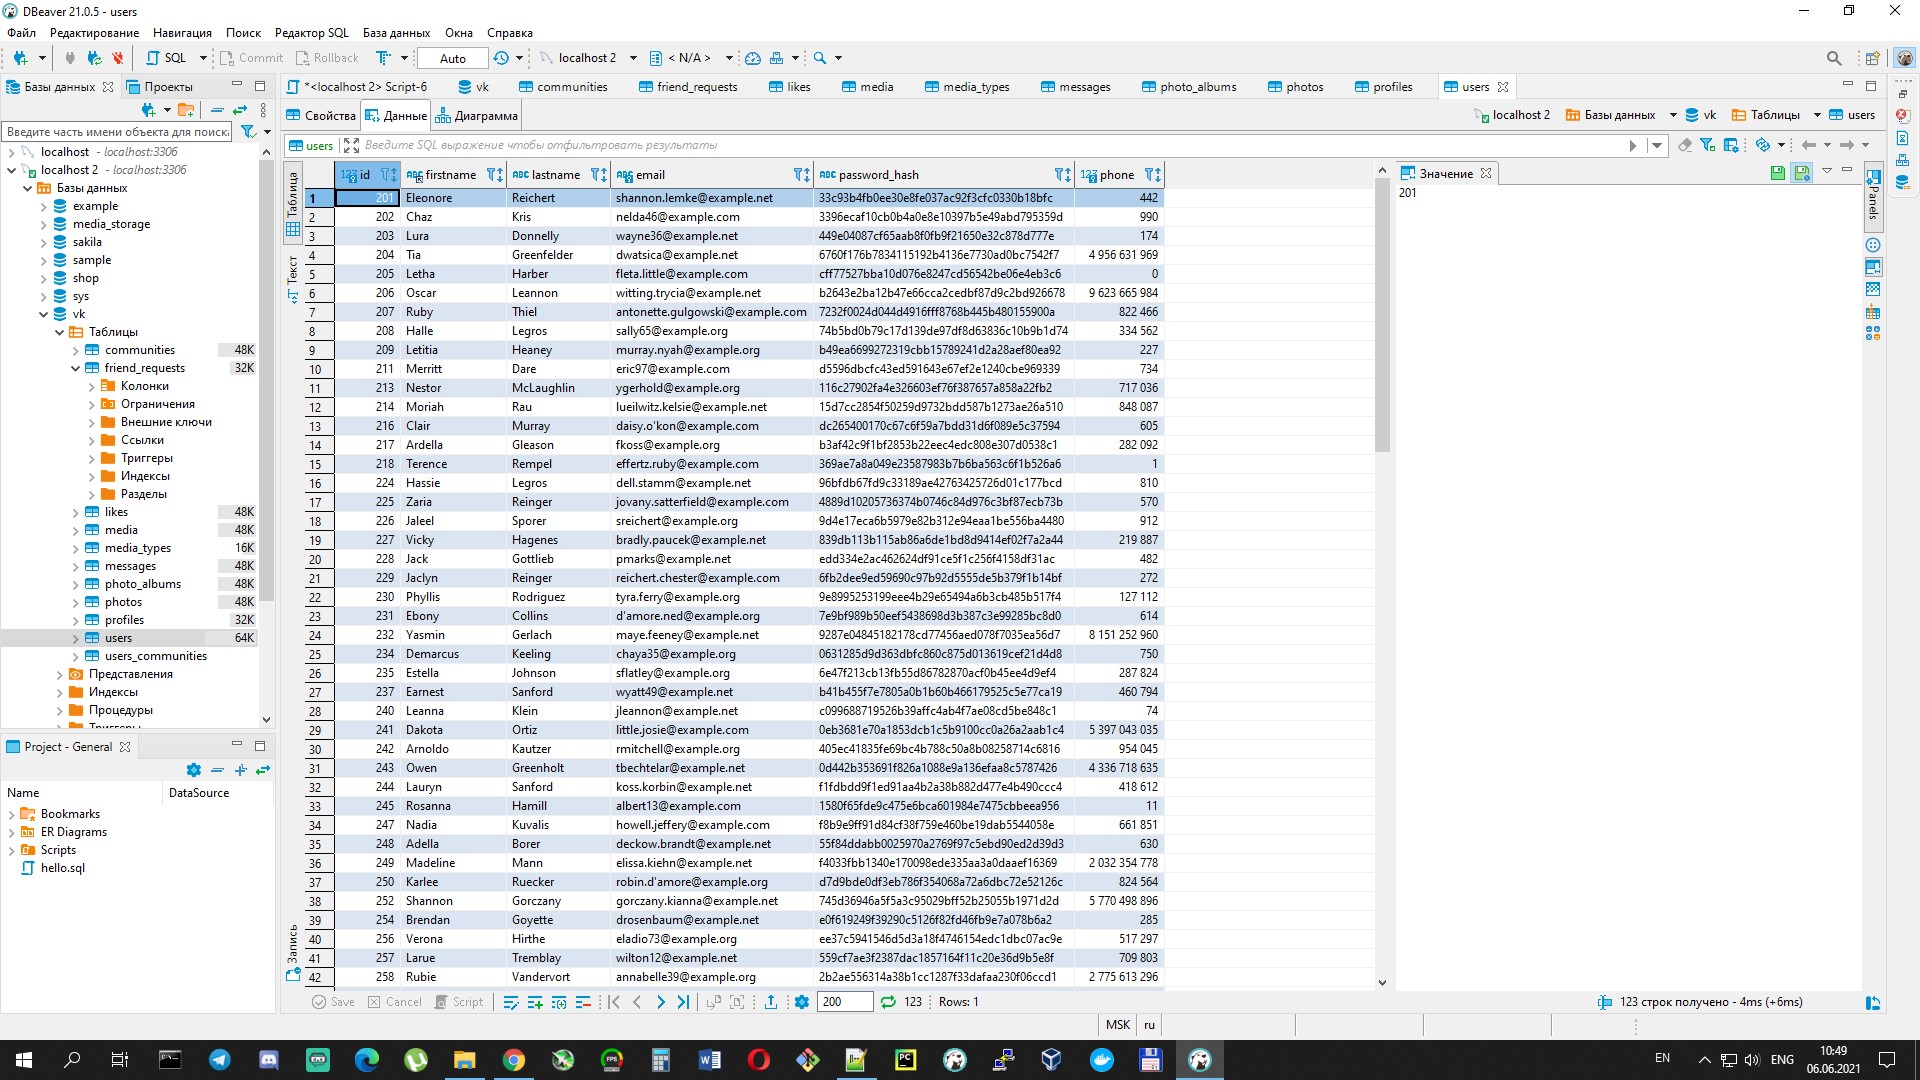 DBeaver 21.0.5 - users
Файл Редактирование Навигация Поиск Редактор SQL База данных Окна Справка
SQL Commit Rollback Auto localhost 2 < N/A >
Базы данных Проекты
*<localhost 2> Script-6 vk communities friend_requests likes media media_types messages photo_albums photos profiles users
Свойства Данные Диаграмма
localhost 2 Базы данных vk Таблицы users
Введите часть имени объекта для поиска
users Введите SQL выражение чтобы отфильтровать результаты
localhost - localhost:3306
localhost 2 - localhost:3306
Базы данных
example
media_storage
sakila
sample
shop
sys
vk
Таблицы
communities 48K
friend_requests 32K
Колонки
Ограничения
Внешние ключи
Ссылки
Триггеры
Индексы
Разделы
likes 48K
media 48K
media_types 16K
messages 48K
photo_albums 48K
photos 48K
profiles 32K
users 64K
users_communities
Представления
Индексы
Процедуры
Триггеры
Project - General
Name DataSource
Bookmarks
ER Diagrams
Scripts
hello.sql
Таблица
Текст
Запись
123 id ABC firstname ABC lastname ABC email ABC password_hash 123 phone
1 201 Eleonore Reichert shannon.lemke@example.net 33c93b4fb0ee30e8fe037ac92f3cfc0330b18bfc 442
2 202 Chaz Kris nelda46@example.com 3396ecaf10cb0b4a0e8e10397b5e49abd795359d 990
3 203 Lura Donnelly wayne36@example.net 449e04087cf65aab8f0fb9f21650e32c878d777e 174
4 204 Tia Greenfelder dwatsica@example.net 6760f176b7834115192b4136e7730ad0bc7542f7 4 956 631 969
5 205 Letha Harber fleta.little@example.com cff77527bba10d076e8247cd56542be06e4eb3c6 0
6 206 Oscar Leannon witting.trycia@example.net b2643e2ba12b47e66cca2cedbf87d9c2bd926678 9 623 665 984
7 207 Ruby Thiel antonette.gulgowski@example.com 7232f0024d044d4916fff8768b445b480155900a 822 466
8 208 Halle Legros sally65@example.org 74b5bd0b79c17d139de97df8d63836c10b9b1d74 334 562
9 209 Letitia Heaney murray.nyah@example.org b49ea6699272319cbb15789241d2a28aef80ea92 227
10 211 Merritt Dare eric97@example.com d5596dbcfc43ed591643e67ef2e1240cbe969339 734
11 213 Nestor McLaughlin ygerhold@example.org 116c27902fa4e326603ef76f387657a858a22fb2 717 036
12 214 Moriah Rau lueilwitz.kelsie@example.net 15d7cc2854f50259d9732bdd587b1273ae26a510 848 087
13 216 Clair Murray daisy.o'kon@example.com dc265400170c67c6f59a7bdd31d6f089e5c37594 605
14 217 Ardella Gleason fkoss@example.org b3af42c9f1bf2853b22eec4edc808e307d0538c1 282 092
15 218 Terence Rempel effertz.ruby@example.com 369ae7a8a049e23587983b7b6ba563c6f1b526a6 1
16 224 Hassie Legros dell.stamm@example.net 96bfdb67fd9c33189ae42763425726d01c177bcd 810
17 225 Zaria Reinger jovany.satterfield@example.com 4889d10205736374b0746c84d976c3bf87ecb73b 570
18 226 Jaleel Sporer sreichert@example.org 9d4e17eca6b5979e82b312e94eaa1be556ba4480 912
19 227 Vicky Hagenes bradly.paucek@example.net 839db113b115ab86a6de1bd8d9414ef02f7a2a44 219 887
20 228 Jack Gottlieb pmarks@example.net edd334e2ac462624df91ce5f1c256f4158df31ac 482
21 229 Jaclyn Reinger reichert.chester@example.com 6fb2dee9ed59690c97b92d5555de5b379f1b14bf 272
22 230 Phyllis Rodriguez tyra.ferry@example.org 9e8995253199eee4b29e65494a6b3cb485b517f4 127 112
23 231 Ebony Collins d'amore.ned@example.org 7e9bf989b50eef5438698d3b387c3e99285bc8d0 614
24 232 Yasmin Gerlach maye.feeney@example.net 9287e04845182178cd77456aed078f7035ea56d7 8 151 252 960
25 234 Demarcus Keeling chaya35@example.org 0631285d9d363dbfc860c875d013619cef21d4d8 750
26 235 Estella Johnson sflatley@example.org 6e47f213cb13fb55d86782870acf0b45ee4d9ef4 287 824
27 237 Earnest Sanford wyatt49@example.net b41b455f7e7805a0b1b60b466179525c5e77ca19 460 794
28 240 Leanna Klein jleannon@example.net c099688719526b39affc4ab4f7ae08cd5be848c1 74
29 241 Dakota Ortiz little.josie@example.com 0eb3681e70a1853dcb1c5b9100cc0a26a2aab1c4 5 397 043 035
30 242 Arnoldo Kautzer rmitchell@example.org 405ec41835fe69bc4b788c50a8b08258714c6816 954 045
31 243 Owen Greenholt tbechtelar@example.net 0d442b353691f826a1088e9a136efaa8c5787426 4 336 718 635
32 244 Lauryn Sanford koss.korbin@example.net f1fdbdd9f1ed91aa4b2a38b882d477e4b490ccc4 418 612
33 245 Rosanna Hamill albert13@example.com 1580f65fde9c475e6bca601984e7475cbbeea956 11
34 247 Nadia Kuvalis howell.jeffery@example.com f8b9e9ff91d84cf38f759e460be19dab5544058e 661 851
35 248 Adella Borer deckow.brandt@example.net 55f84ddabb0025970a2769f97c5ebd90ed2d39d3 630
36 249 Madeline Mann elissa.kiehn@example.net f4033fbb1340e170098ede335aa3a0daaef16369 2 032 354 778
37 250 Karlee Ruecker robin.d'amore@example.org d7d9bde0df3eb786f354068a72a6dbc72e52126c 824 564
38 252 Shannon Gorczany gorczany.kianna@example.net 745d36946a5f5a3c95029bff52b25055b1971d2d 5 770 498 896
39 254 Brendan Goyette drosenbaum@example.net e0f619249f39290c5126f82fd46fb9e7a078b6a2 285
40 256 Verona Hirthe eladio73@example.org ee37c5941546d5d3a18f4746154edc1dbc07ac9e 517 297
41 257 Larue Tremblay wilton12@example.net 559cf7ae3f2387dac1857164f11c20e36d9b5e8f 709 803
42 258 Rubie Vandervort annabelle39@example.org 2b2ae556314a38b1cc1287f33dafaa230f06ccd1 2 775 613 296
Значение
201
Panels
Save Cancel Script 200 123 Rows: 1
123 строк получено - 4ms (+6ms)
MSK ru
EN ENG 10:49
06.06.2021